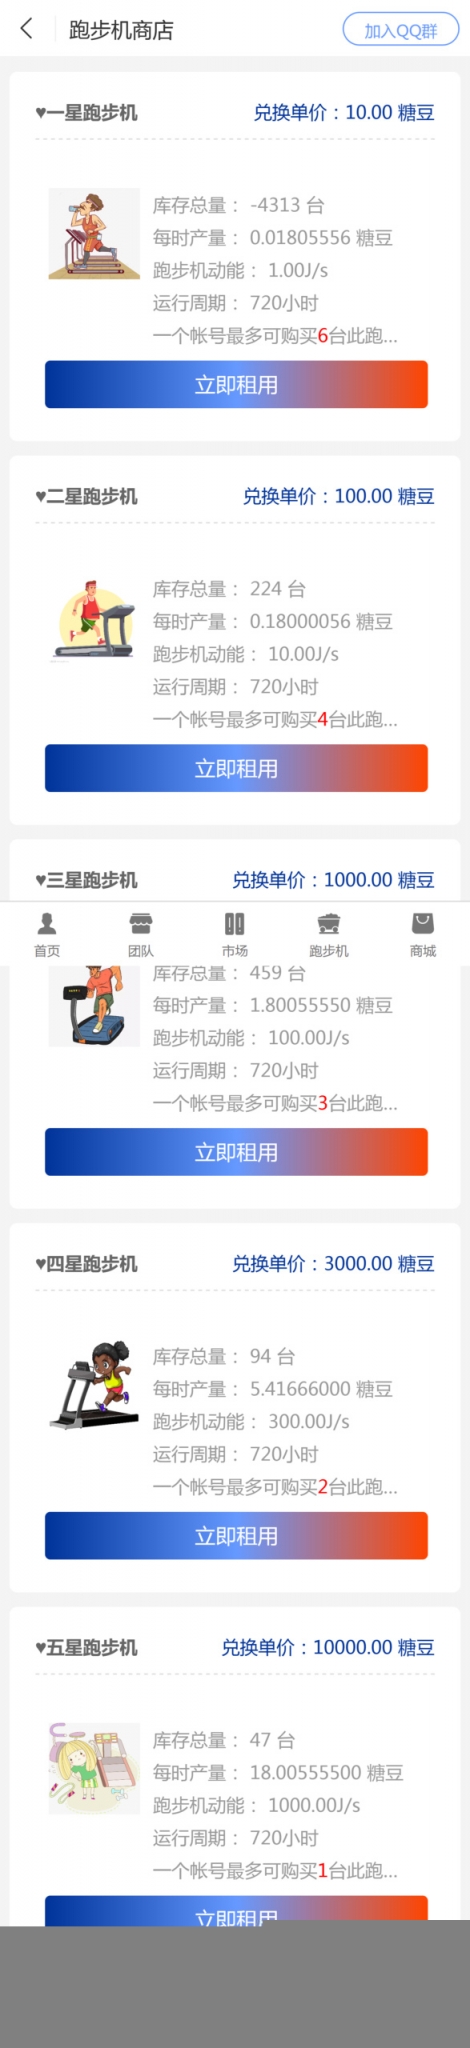 跑步机商店
加入QQ群
♥一星跑步机 兑换单价：10.00 糖豆
库存总量： -4313 台
每时产量： 0.01805556 糖豆
跑步机动能： 1.00J/s
运行周期： 720小时
一个帐号最多可购买6台此跑...
立即租用
♥二星跑步机 兑换单价：100.00 糖豆
库存总量： 224 台
每时产量： 0.18000056 糖豆
跑步机动能： 10.00J/s
运行周期： 720小时
一个帐号最多可购买4台此跑...
立即租用
♥三星跑步机 兑换单价：1000.00 糖豆
首页 团队 市场 跑步机 商城
库存总量： 459 台
每时产量： 1.80055550 糖豆
跑步机动能： 100.00J/s
运行周期： 720小时
一个帐号最多可购买3台此跑...
立即租用
♥四星跑步机 兑换单价：3000.00 糖豆
库存总量： 94 台
每时产量： 5.41666000 糖豆
跑步机动能： 300.00J/s
运行周期： 720小时
一个帐号最多可购买2台此跑...
立即租用
♥五星跑步机 兑换单价：10000.00 糖豆
库存总量： 47 台
每时产量： 18.00555500 糖豆
跑步机动能： 1000.00J/s
运行周期： 720小时
一个帐号最多可购买1台此跑...
立即租用